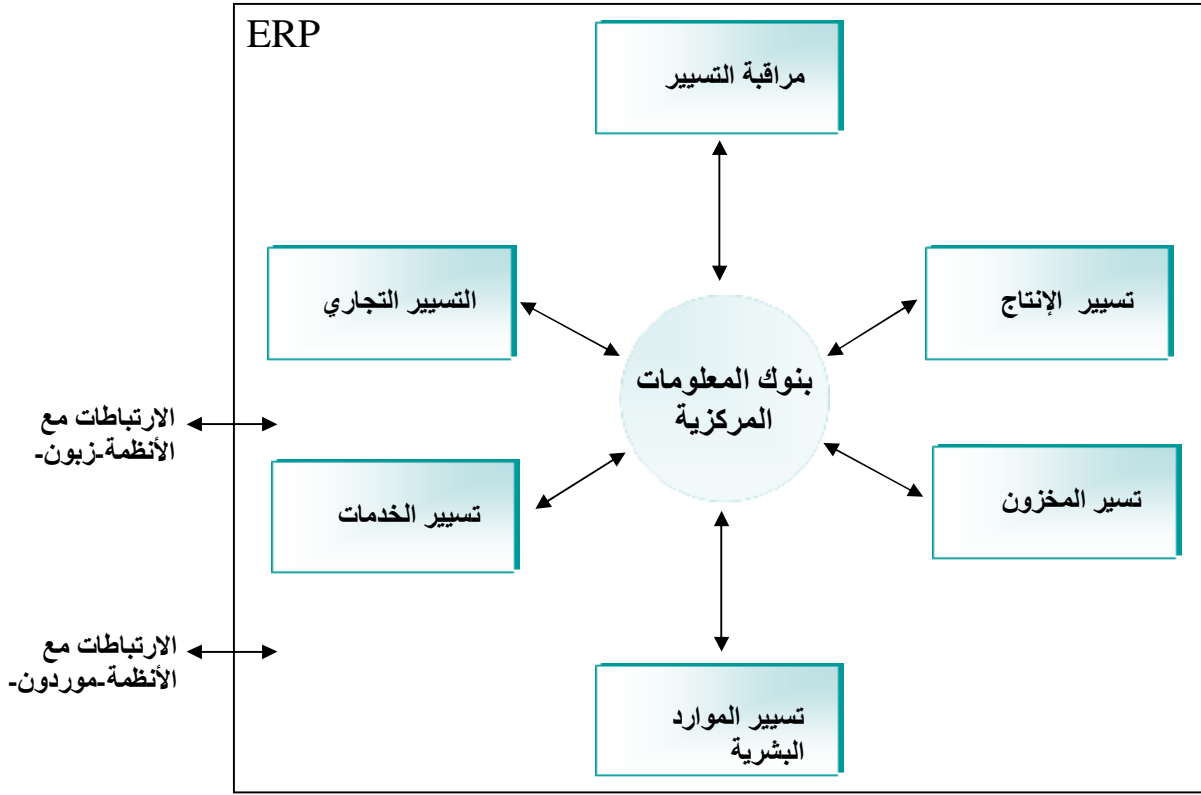 ERP
مراقبة التسيير
تسيير الإنتاج
التسيير التجاري
بنوك المعلومات
المركزية
الارتباطات مع
الأنظمة-زبون-
تسير المخزون
تسيير الخدمات
الارتباطات مع
الأنظمة-موردون-
تسيير الموارد
البشرية